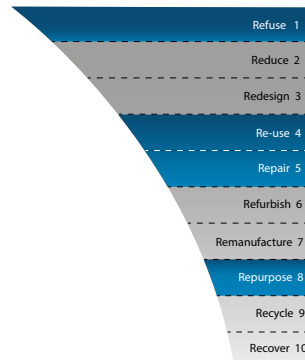 Refuse 1
Reduce 2
Redesign 3
Re-use 4
Repair 5
Refurbish 6
Remanufacture 7
Repurpose 8
Recycle 9
Recover 10